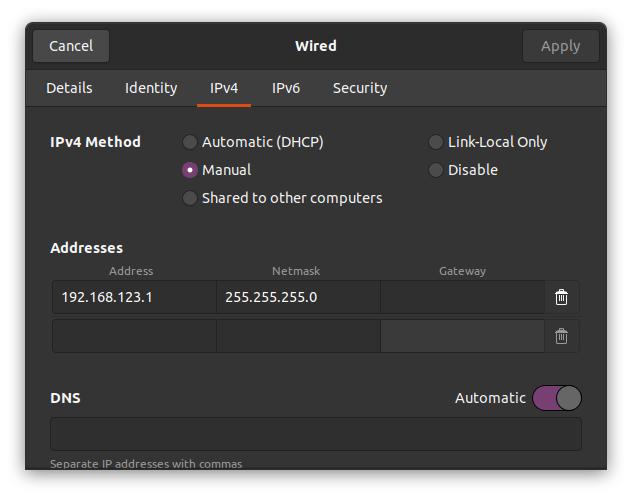 Cancel Wired Apply
Details Identity IPv4 IPv6 Security
IPv4 Method Automatic (DHCP) Link-Local Only
Manual Disable
Shared to other computers
Addresses
Address Netmask Gateway
192.168.123.1 255.255.255.0
DNS Automatic
Separate IP addresses with commas